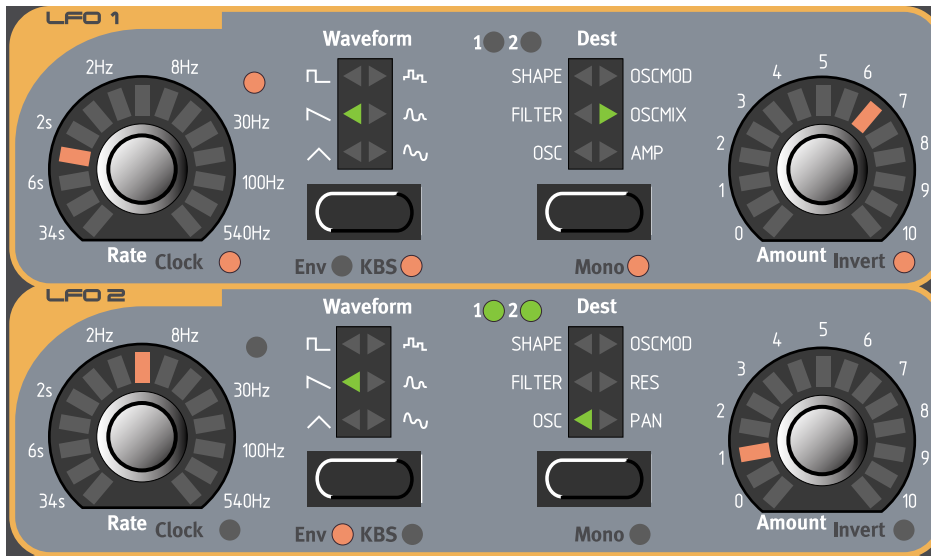 LFO 1
Waveform
1 2 Dest
2Hz 8Hz
SHAPE OSCMOD
4 5 6
2s 30Hz
FILTER OSCMIX
3 7
OSC AMP
2 8
6s 100Hz
1 9
34s 540Hz
0 10
Rate Clock
Env KBS
Mono
Amount Invert
LFO 2
Waveform
1 2 Dest
2Hz 8Hz
SHAPE OSCMOD
4 5 6
2s 30Hz
FILTER RES
3 7
OSC PAN
2 8
6s 100Hz
1 9
34s 540Hz
0 10
Rate Clock
Env KBS
Mono
Amount Invert